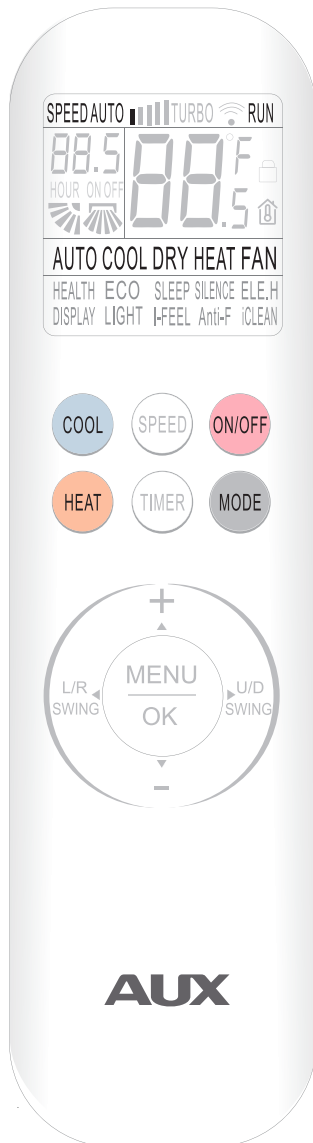 SPEED AUTO TURBO RUN
88.5 88.5 °F
HOUR ON OFF
AUTO COOL DRY HEAT FAN
HEALTH ECO SLEEP SILENCE ELE.H
DISPLAY LIGHT I-FEEL Anti-F iCLEAN
COOL SPEED ON/OFF
HEAT TIMER MODE
+
L/R SWING
MENU
OK
U/D SWING
-
AUX